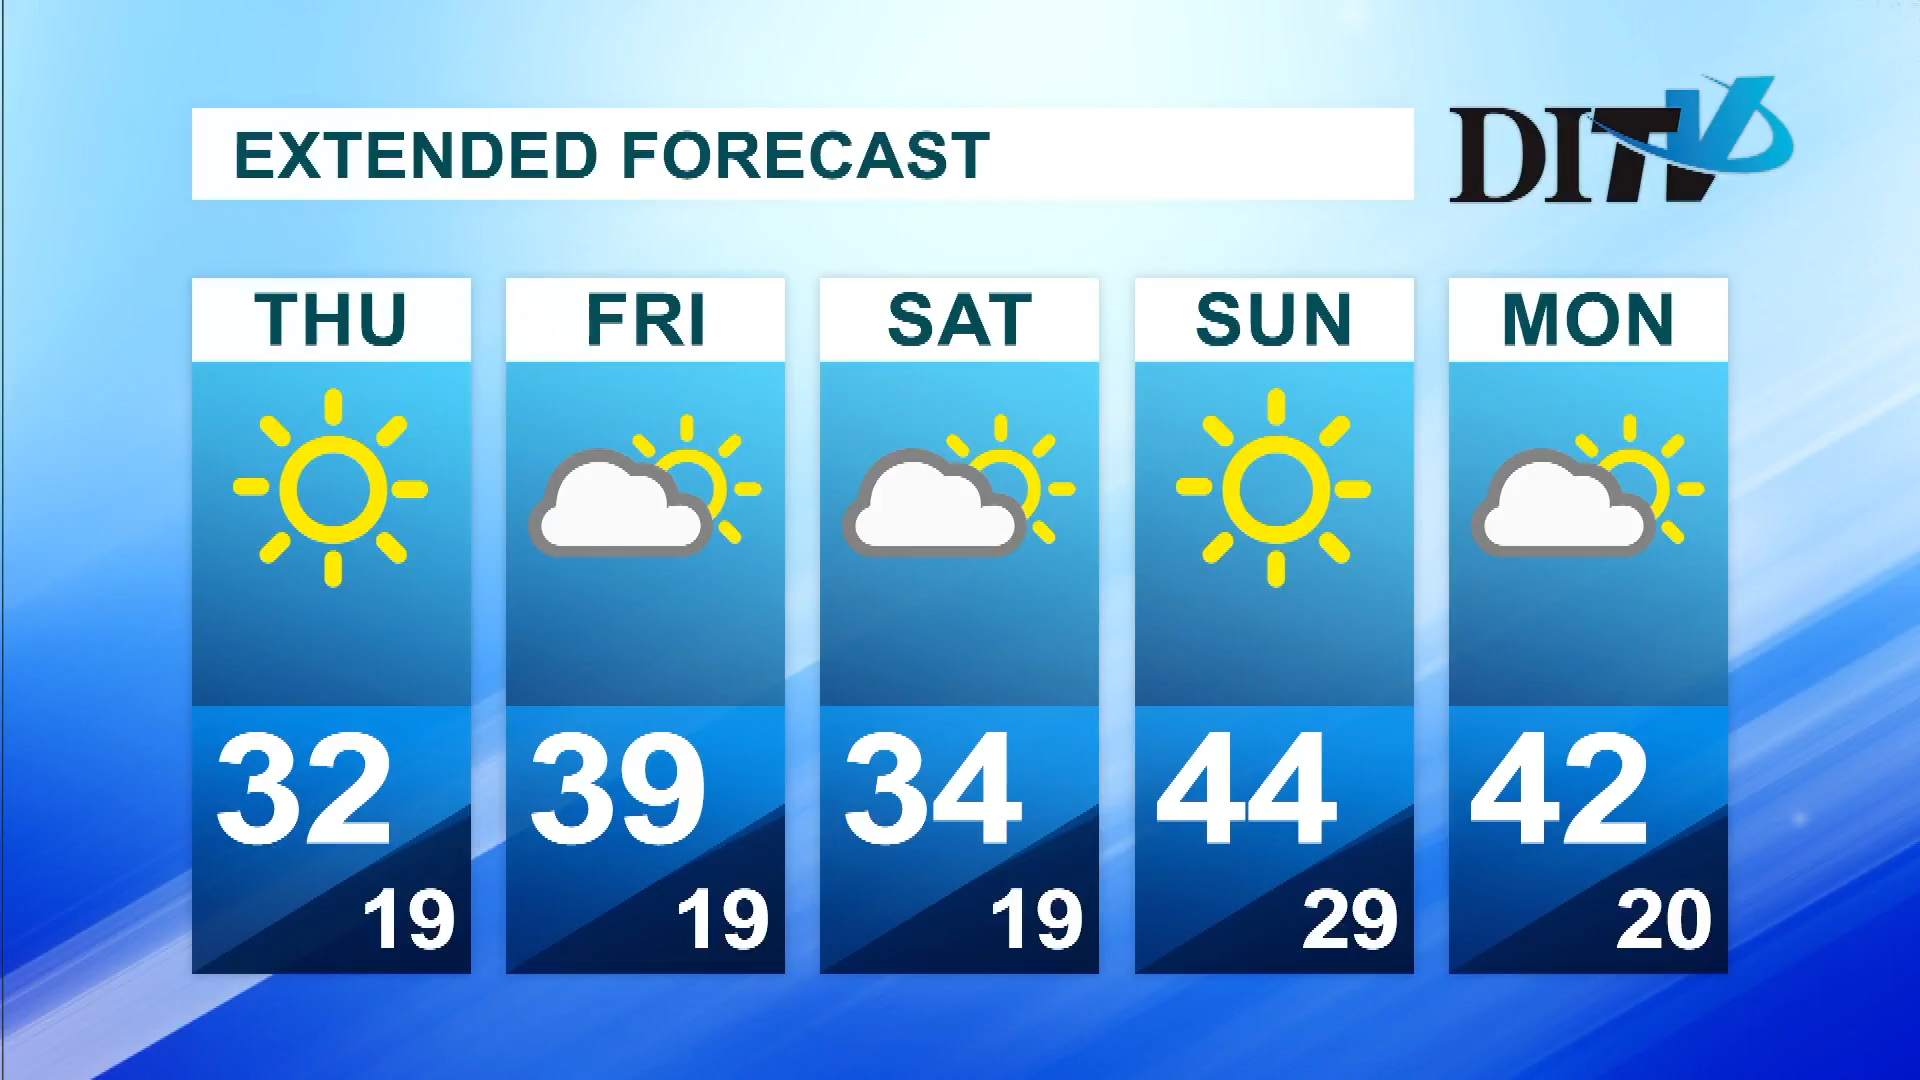 EXTENDED FORECAST
DITV
THU FRI SAT SUN MON
32 39 34 44 42
19 19 19 29 20